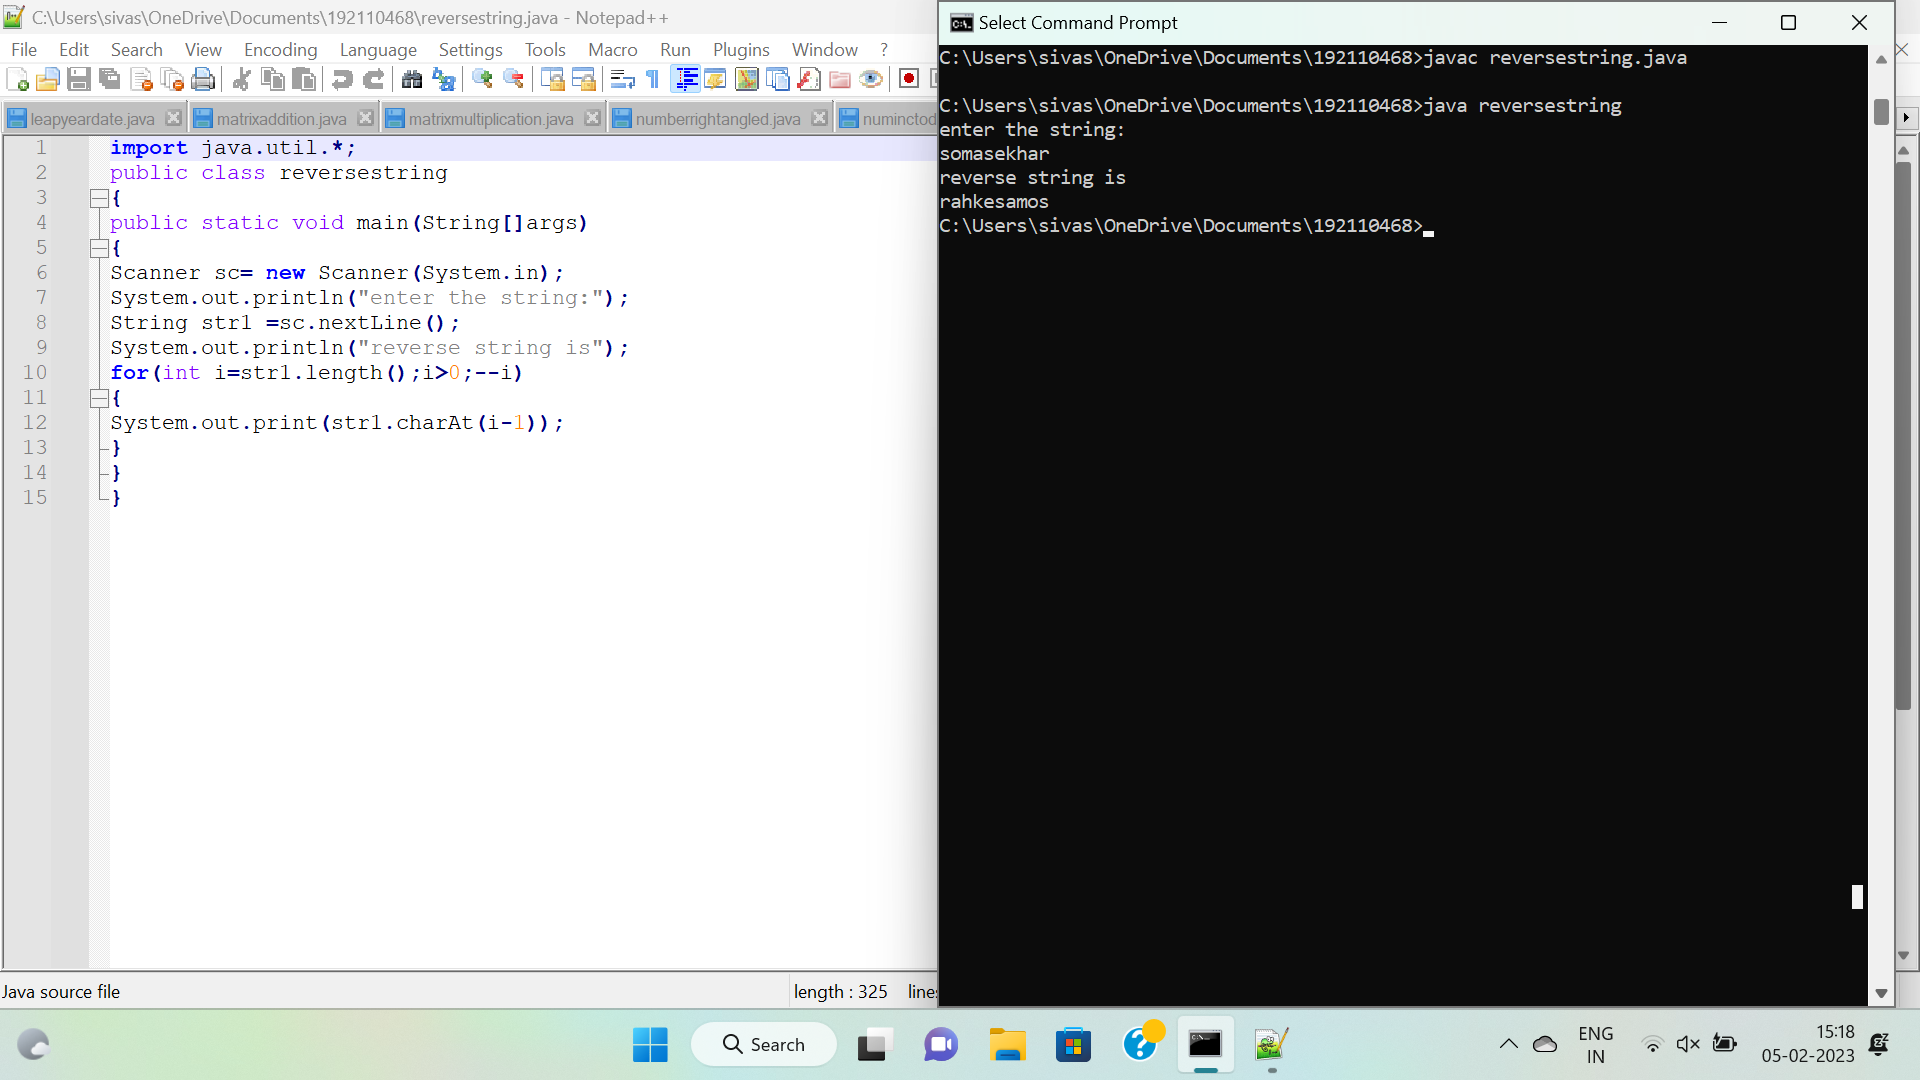 C:\Users\sivas\OneDrive\Documents\192110468\reversestring.java - Notepad++
File Edit Search View Encoding Language Settings Tools Macro Run Plugins Window ?
leapyeardate.java matrixaddition.java matrixmultiplication.java numberrightangled.java numinctod
1 import java.util.*;
2 public class reversestring
3 {
4 public static void main(String[]args)
5 {
6 Scanner sc= new Scanner(System.in);
7 System.out.println("enter the string:");
8 String str1 =sc.nextLine();
9 System.out.println("reverse string is");
10 for(int i=str1.length();i>0;--i)
11 {
12 System.out.print(str1.charAt(i-1));
13 }
14 }
15 }
Java source file length : 325 lines
Select Command Prompt
C:\Users\sivas\OneDrive\Documents\192110468>javac reversestring.java
C:\Users\sivas\OneDrive\Documents\192110468>java reversestring
enter the string:
somasekhar
reverse string is
rahkesamos
C:\Users\sivas\OneDrive\Documents\192110468>
Search
ENG
IN
15:18
05-02-2023